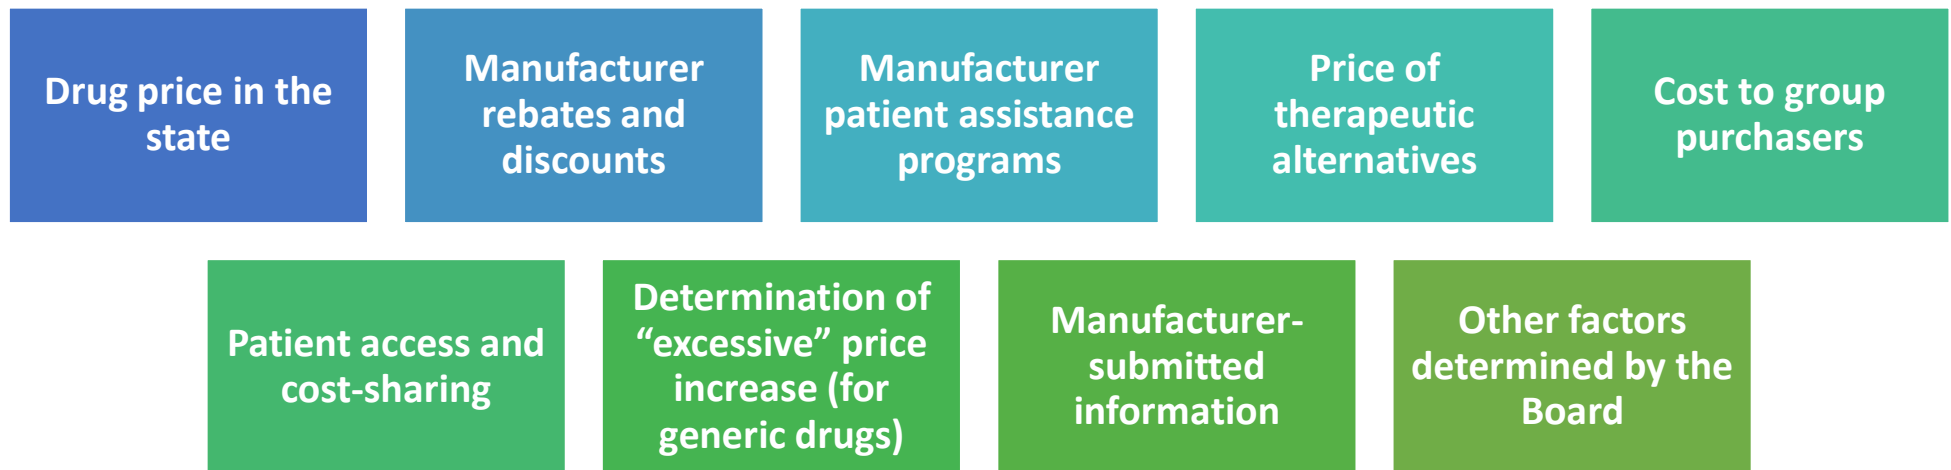 Drug price in the
state
Manufacturer
rebates and
discounts
Manufacturer
patient assistance
programs
Price of
therapeutic
alternatives
Cost to group
purchasers
Patient access and
cost-sharing
Determination of
“excessive” price
increase (for
generic drugs)
Manufacturer-
submitted
information
Other factors
determined by the
Board